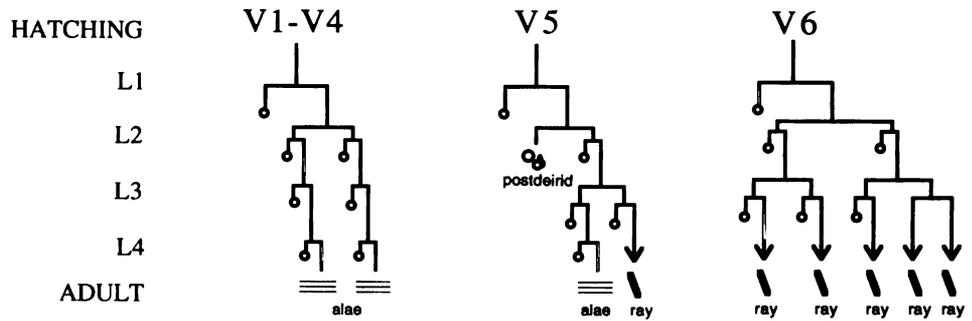 HATCHING V1-V4 V5 V6
L1
L2
postdeirid
L3
L4
ADULT
alae alae ray ray ray ray ray ray